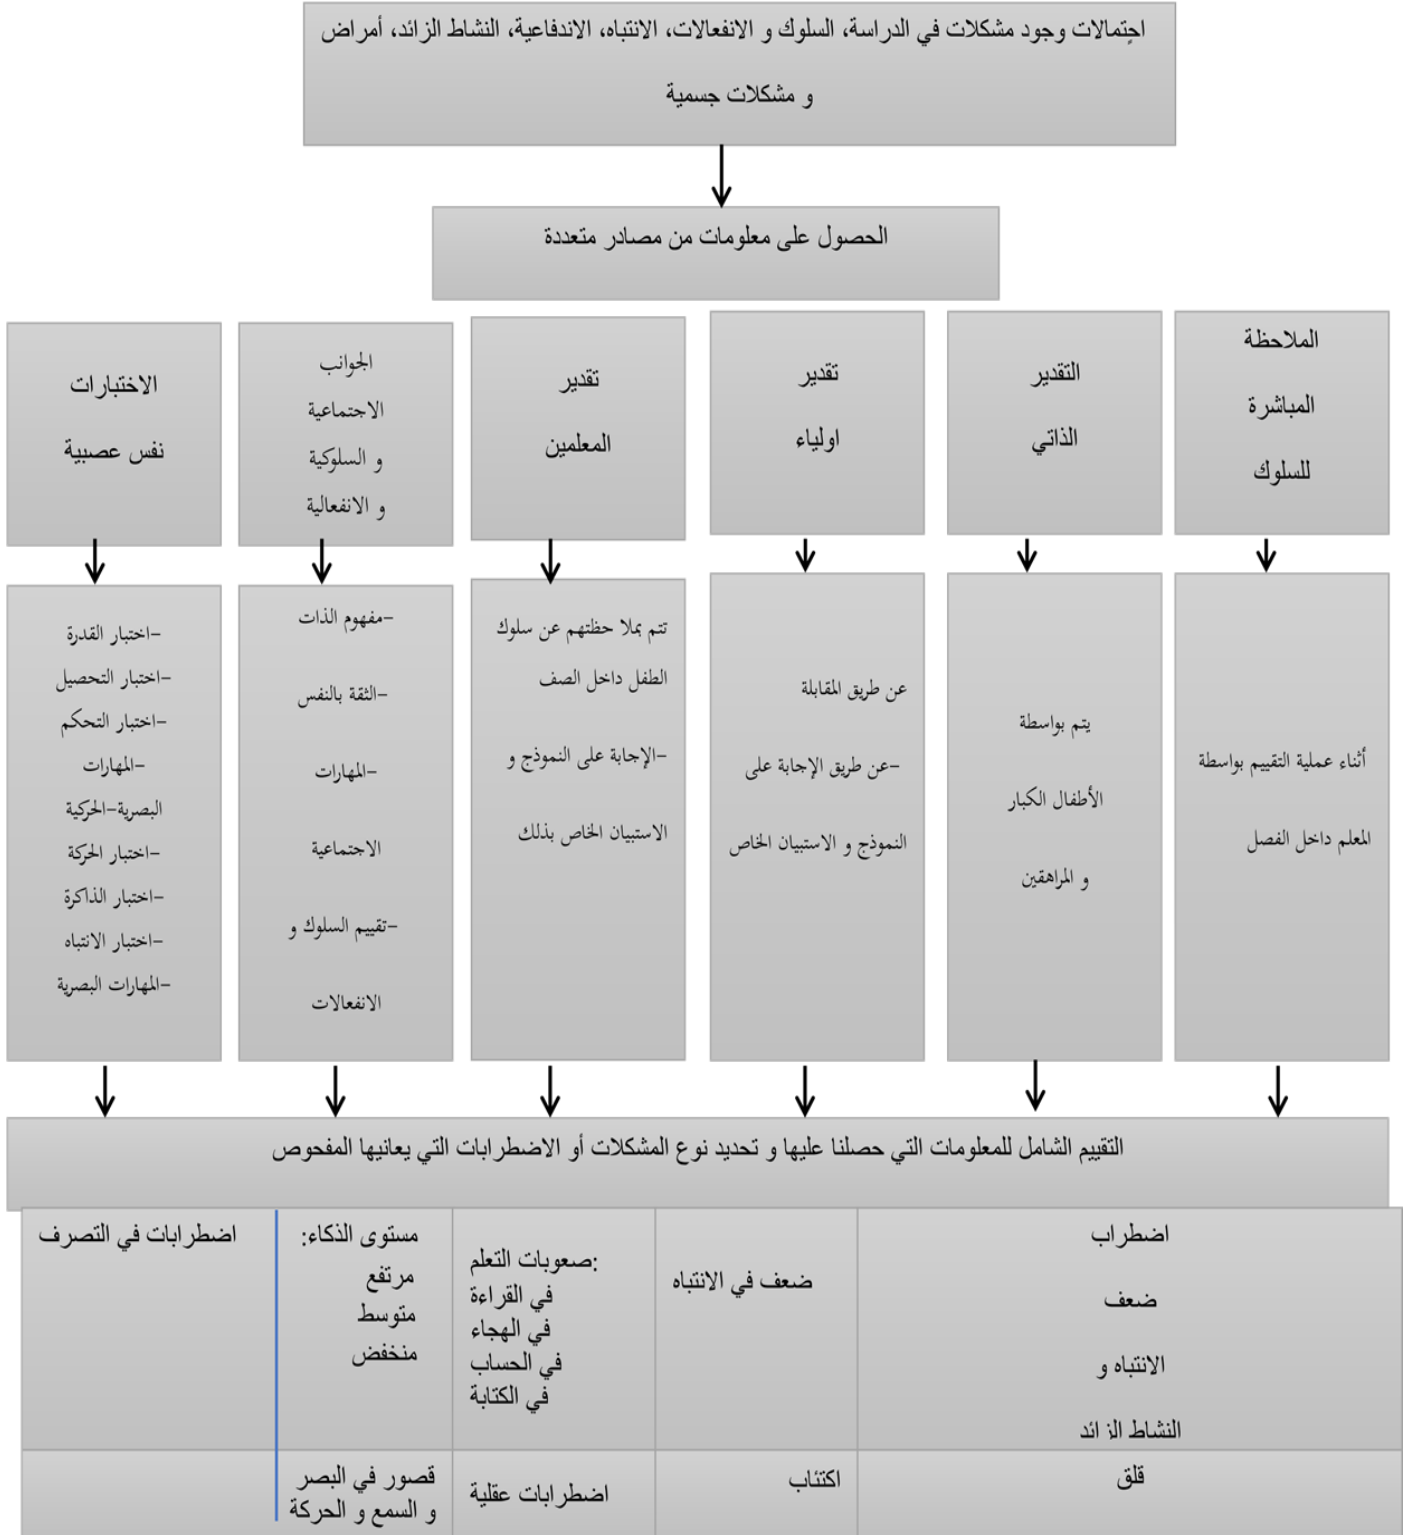 احتمالات وجود مشكلات في الدراسة، السلوك و الانفعالات، الانتباه، الاندفاعية، النشاط الزائد، أمراض
و مشكلات جسمية
الحصول على معلومات من مصادر متعددة
الملاحظة
المباشرة
للسلوك
التقدير
الذاتي
تقدير
اولياء
تقدير
المعلمين
الجوانب
الاجتماعية
و السلوكية
و الانفعالية
الاختبارات
نفس عصبية
أثناء عملية التقييم بواسطة
المعلم داخل الفصل
يتم بواسطة
الأطفال الكبار
و المراهقين
عن طريق المقابلة
-عن طريق الإجابة على
النموذج و الاستبيان الخاص
تتم بملا حظتهم عن سلوك
الطفل داخل الصف
-الإجابة على النموذج و
الاستبيان الخاص بذلك
-مفهوم الذات
-الثقة بالنفس
-المهارات
الاجتماعية
-تقييم السلوك و
الانفعالات
-اختبار القدرة
-اختبار التحصيل
-اختبار التحكم
-المهارات
البصرية-الحركية
-اختبار الحركة
-اختبار الذاكرة
-اختبار الانتباه
-المهارات البصرية
التقييم الشامل للمعلومات التي حصلنا عليها و تحديد نوع المشكلات أو الاضطرابات التي يعانيها المفحوص
اضطراب
ضعف
الانتباه و
النشاط الزائد
ضعف في الانتباه
:صعوبات التعلم
في القراءة
في الهجاء
في الحساب
في الكتابة
مستوى الذكاء:
مرتفع
متوسط
منخفض
اضطرابات في التصرف
قلق
اكتئاب
اضطرابات عقلية
قصور في البصر
و السمع و الحركة